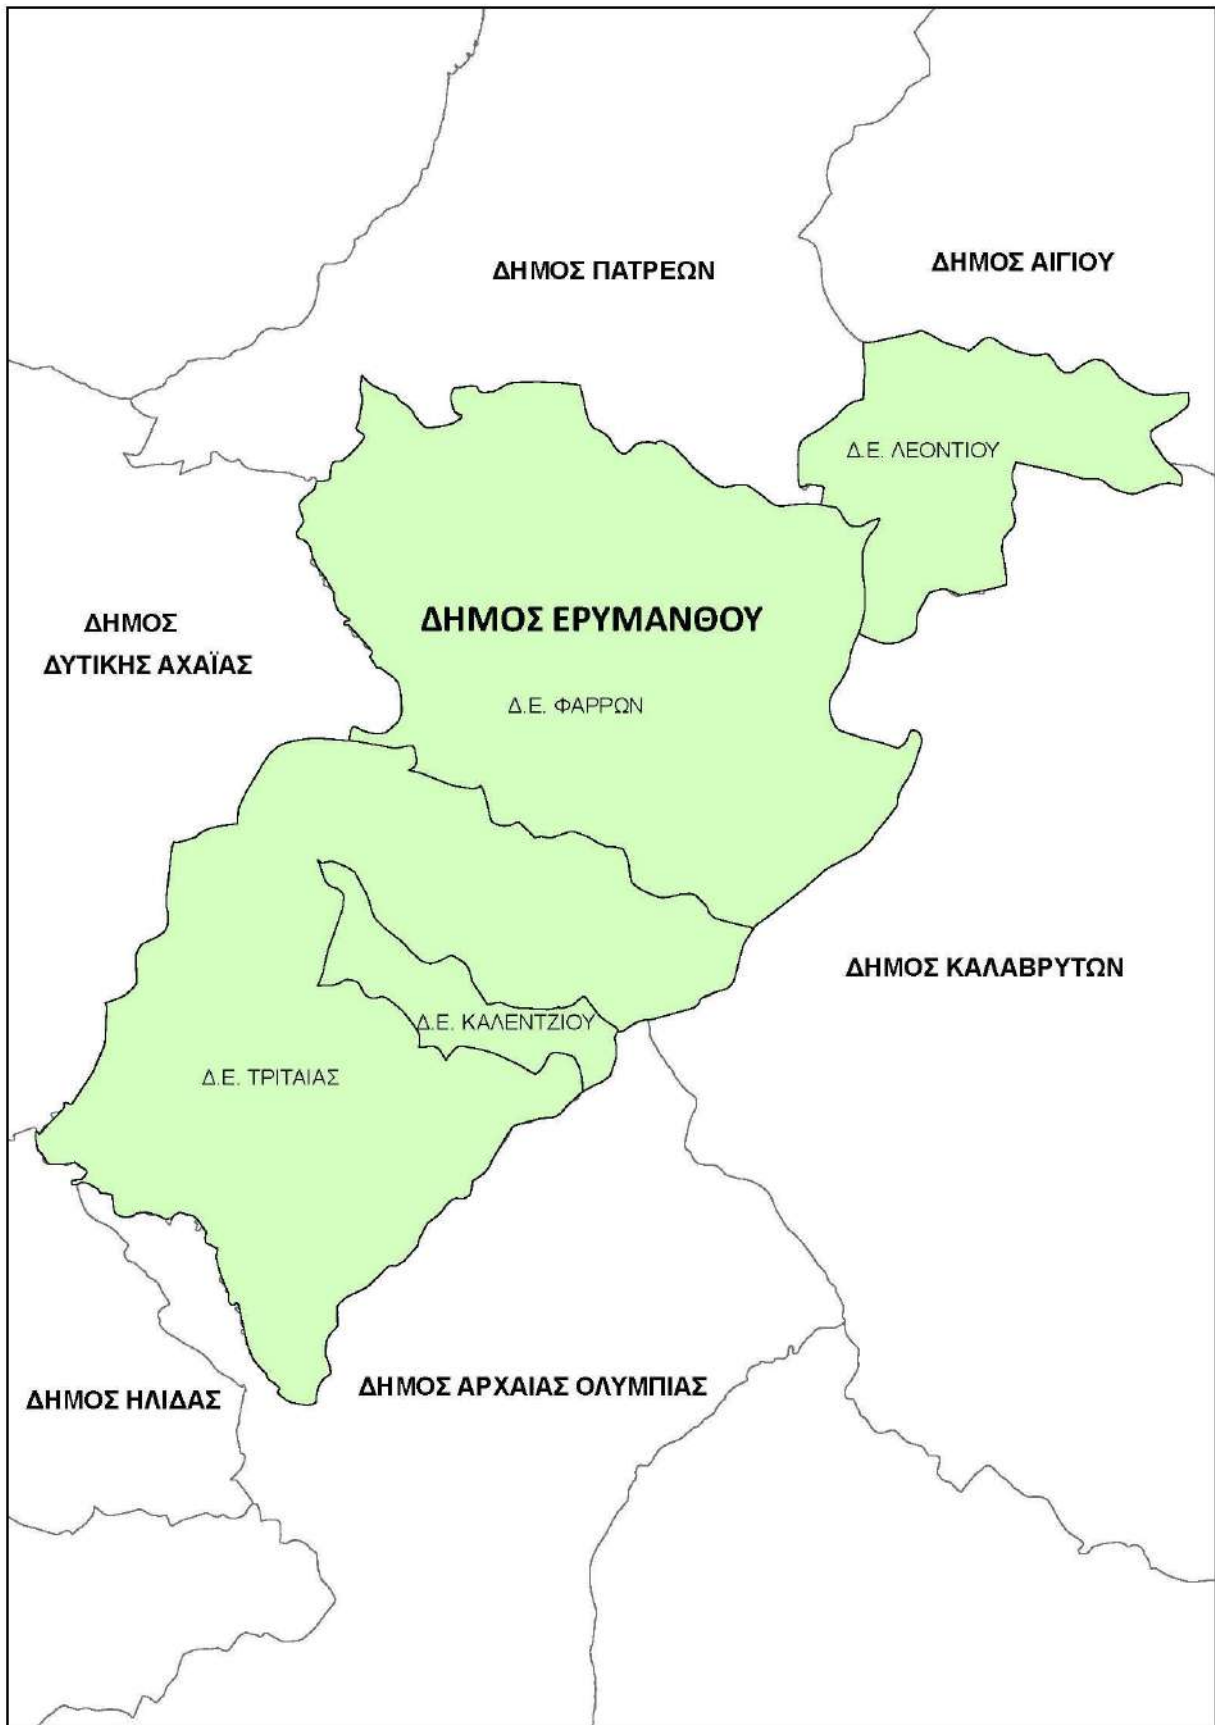 ΔΗΜΟΣ ΠΑΤΡΕΩΝ
ΔΗΜΟΣ ΑΙΓΙΟΥ
Δ.Ε. ΛΕΟΝΤΙΟΥ
ΔΗΜΟΣ ΕΡΥΜΑΝΘΟΥ
ΔΗΜΟΣ
ΔΥΤΙΚΗΣ ΑΧΑΪΑΣ
Δ.Ε. ΦΑΡΡΩΝ
ΔΗΜΟΣ ΚΑΛΑΒΡΥΤΩΝ
Δ.Ε. ΚΑΛΕΝΤΖΙΟΥ
Δ.Ε. ΤΡΙΤΑΙΑΣ
ΔΗΜΟΣ ΗΛΙΔΑΣ
ΔΗΜΟΣ ΑΡΧΑΙΑΣ ΟΛΥΜΠΙΑΣ